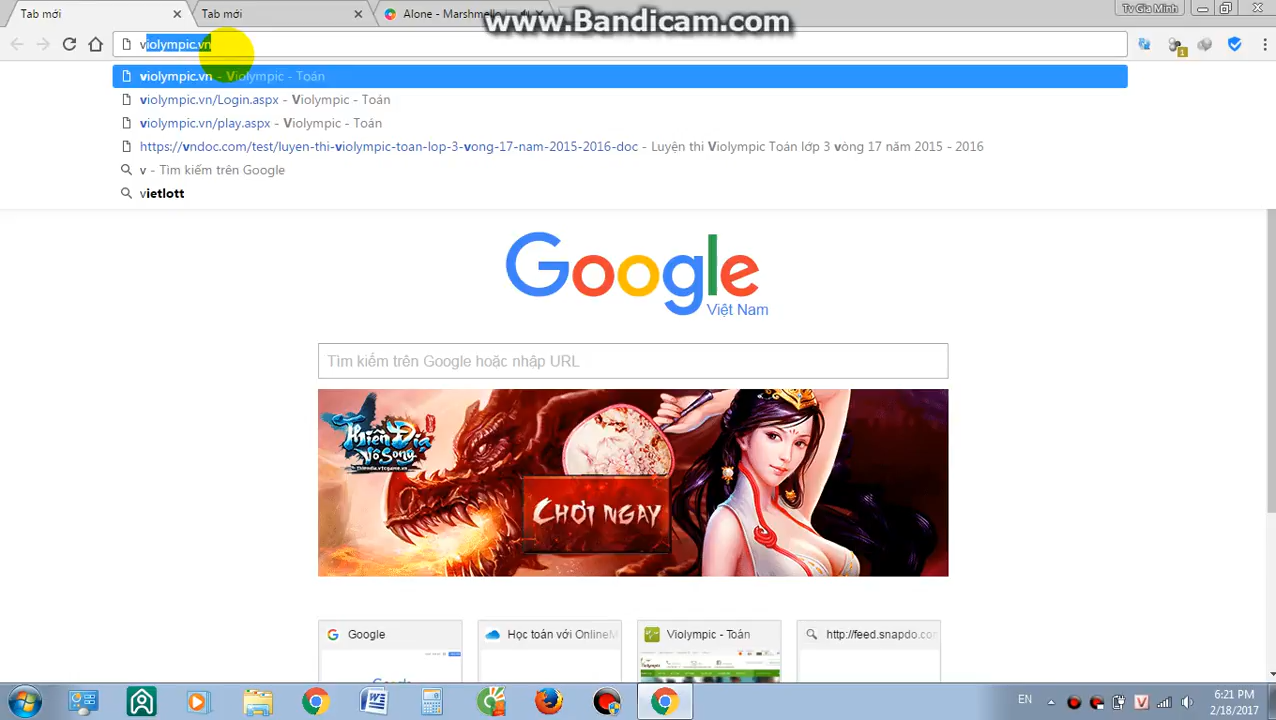 Tab mới
Tab mới
Alone - Marshmello
www.Bandicam.com
Tv Gia Minh
violympic.vn
1
violympic.vn - Violympic - Toán
violympic.vn/Login.aspx - Violympic - Toán
violympic.vn/play.aspx - Violympic - Toán
https://vndoc.com/test/luyen-thi-violympic-toan-lop-3-vong-17-nam-2015-2016-doc - Luyện thi Violympic Toán lớp 3 vòng 17 năm 2015 - 2016
v - Tìm kiếm trên Google
vietlott
Google
Việt Nam
Tìm kiếm trên Google hoặc nhập URL
Thiên Địa
Vô Song
CHƠI NGAY
Google
Học toán với OnlineM
Violympic - Toán
http://feed.snapdo.com
EN
6:21 PM
2/18/2017